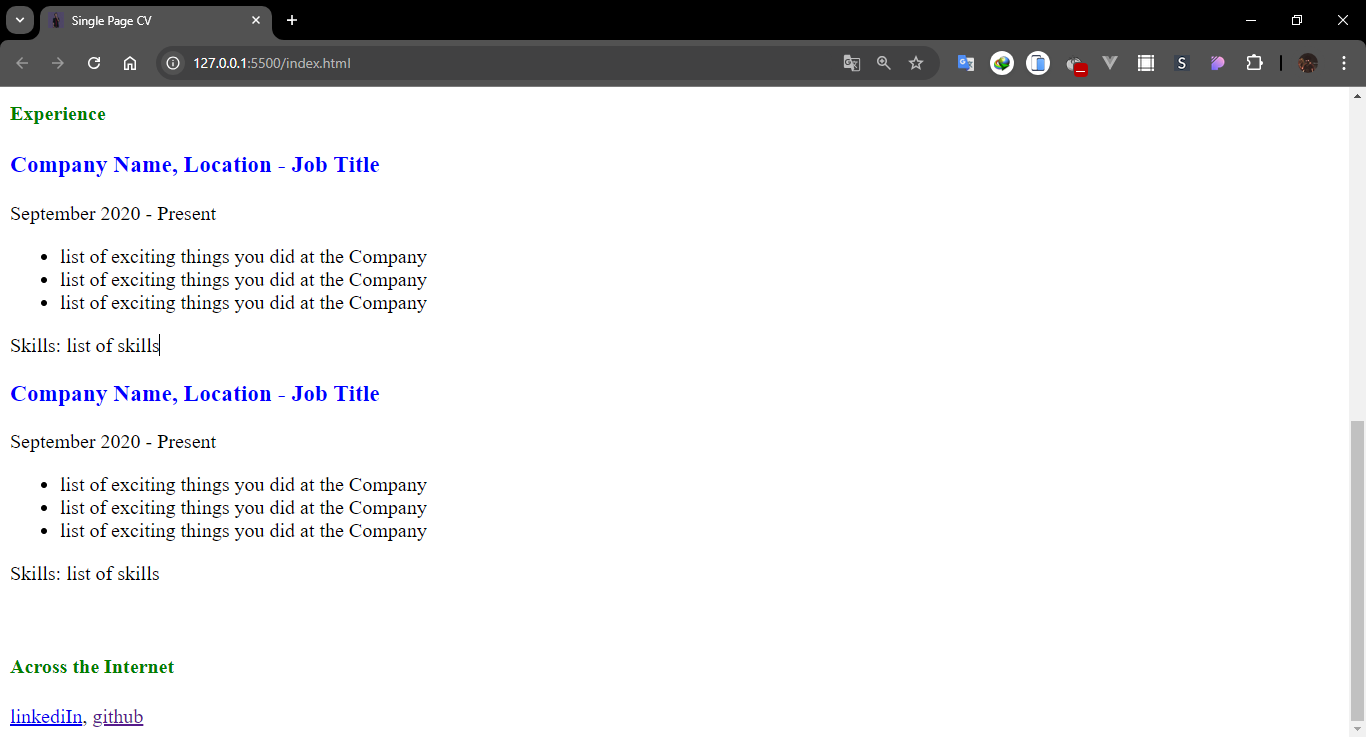 Single Page CV
127.0.0.1:5500/index.html
S
Experience
Company Name, Location - Job Title
September 2020 - Present
list of exciting things you did at the Company
list of exciting things you did at the Company
list of exciting things you did at the Company
Skills: list of skills
Company Name, Location - Job Title
September 2020 - Present
list of exciting things you did at the Company
list of exciting things you did at the Company
list of exciting things you did at the Company
Skills: list of skills
Across the Internet
linkediIn, github